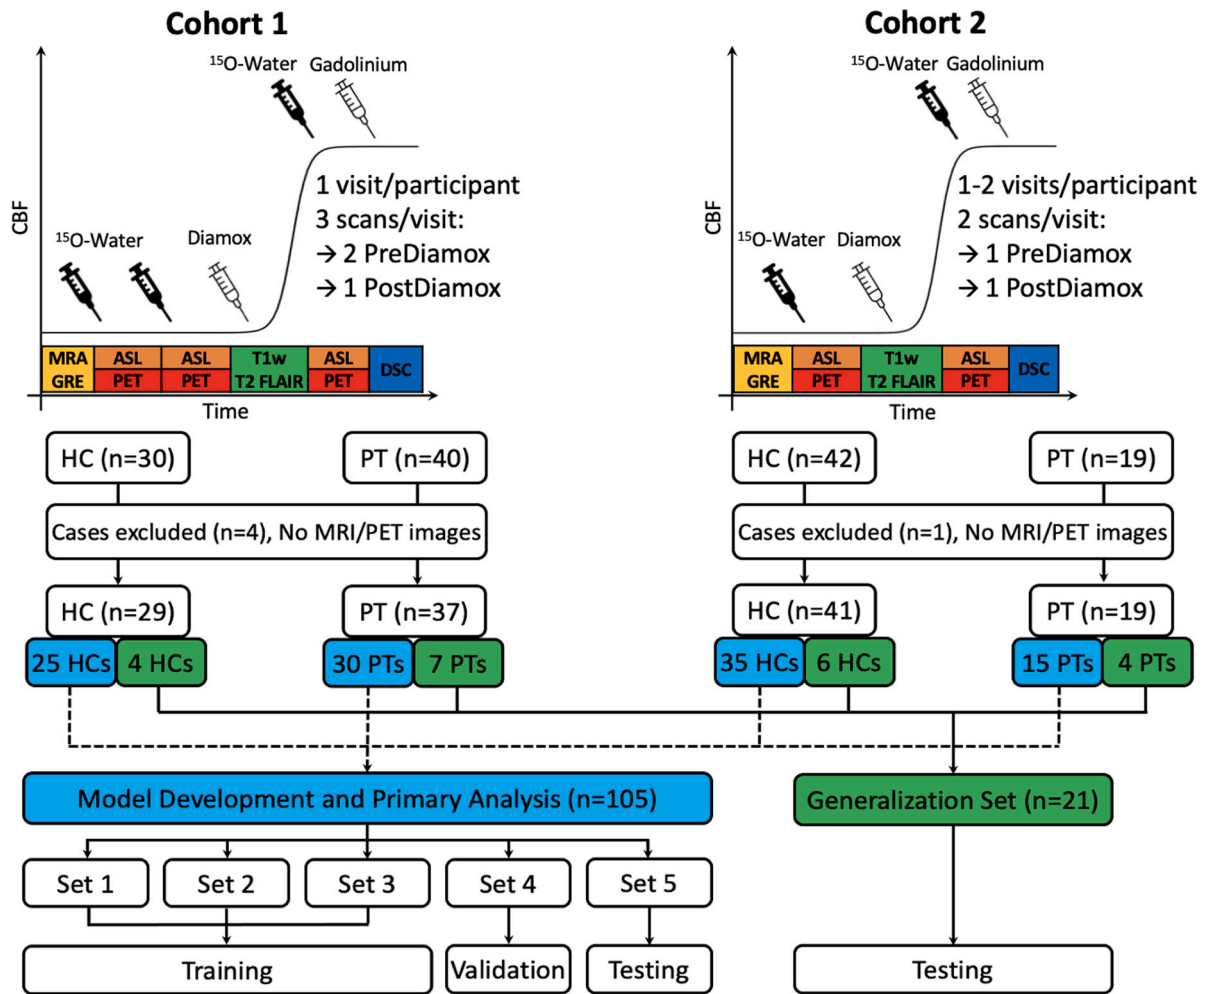 Cohort 1
Cohort 2
¹⁵O-Water
Gadolinium
¹⁵O-Water
Gadolinium
CBF
1 visit/participant
3 scans/visit:
→ 2 PreDiamox
→ 1 PostDiamox
¹⁵O-Water
Diamox
CBF
1-2 visits/participant
2 scans/visit:
→ 1 PreDiamox
→ 1 PostDiamox
¹⁵O-Water
Diamox
MRA
GRE
ASL
PET
ASL
PET
T1w
T2 FLAIR
ASL
PET
DSC
Time
MRA
GRE
ASL
PET
T1w
T2 FLAIR
ASL
PET
DSC
Time
HC (n=30)
PT (n=40)
HC (n=42)
PT (n=19)
Cases excluded (n=4), No MRI/PET images
Cases excluded (n=1), No MRI/PET images
HC (n=29)
PT (n=37)
HC (n=41)
PT (n=19)
25 HCs
4 HCs
30 PTs
7 PTs
35 HCs
6 HCs
15 PTs
4 PTs
Model Development and Primary Analysis (n=105)
Generalization Set (n=21)
Set 1
Set 2
Set 3
Set 4
Set 5
Training
Validation
Testing
Testing